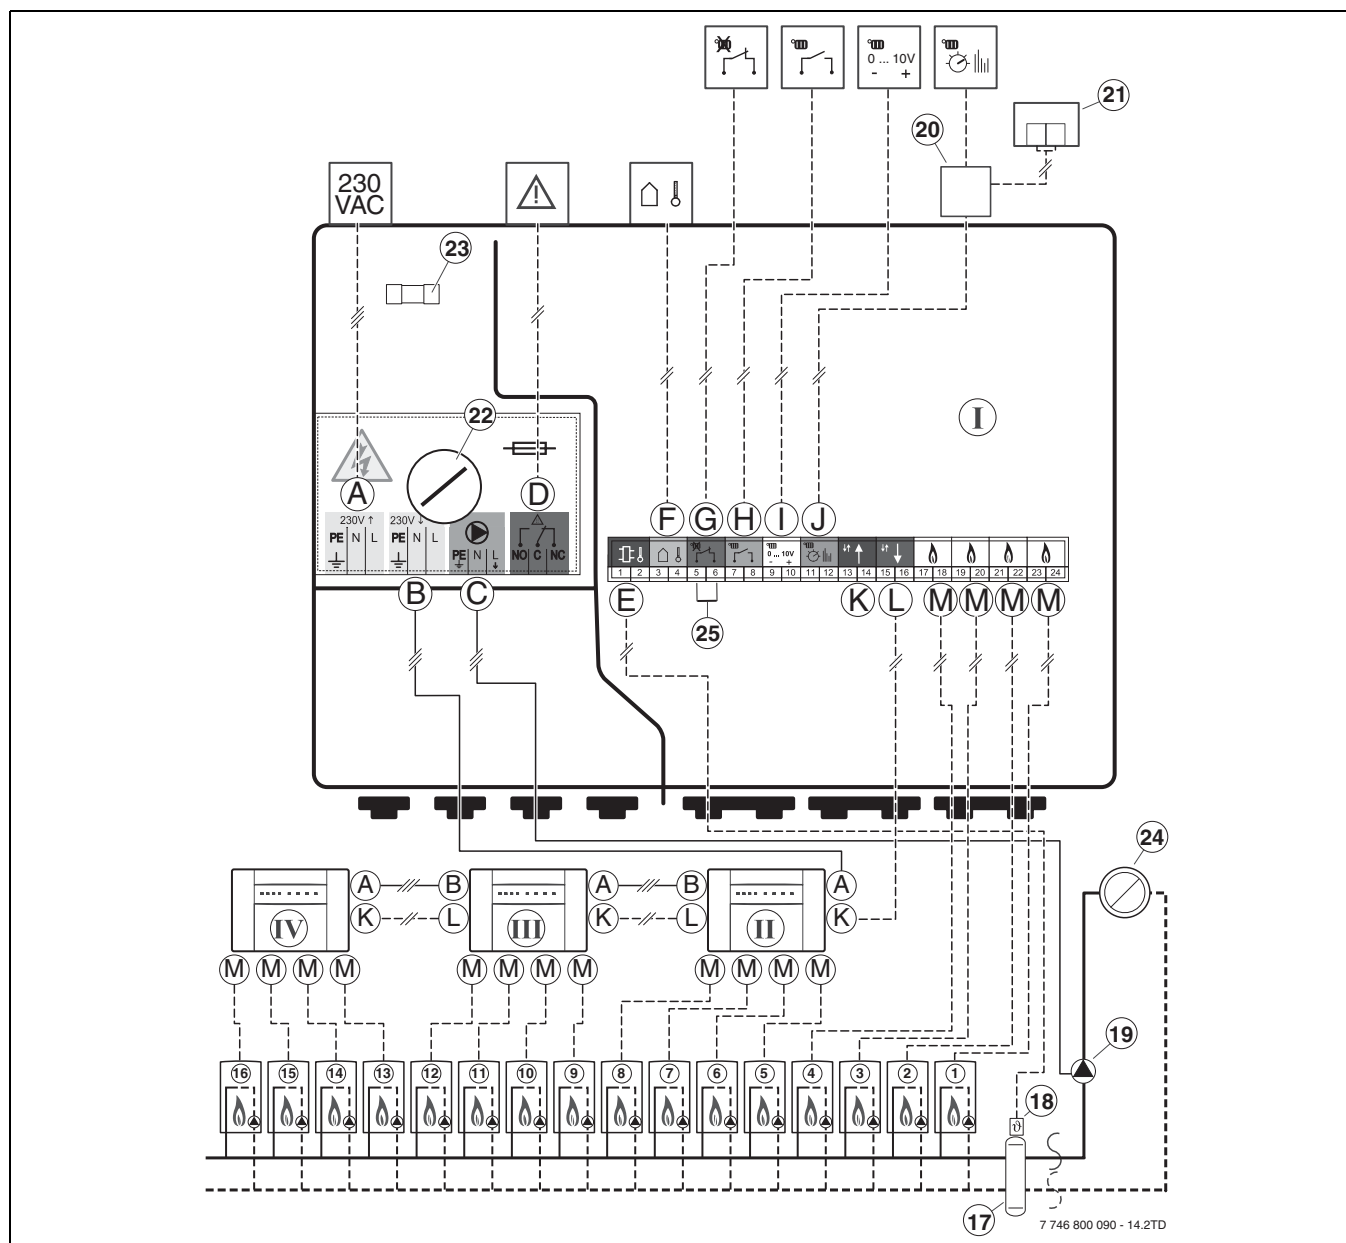 0 ... 10V
- +
21
20
230
VAC
23
I
22
A
D
F G H I J
230V ↑ 230V ↓
PE N L PE N L
PE N L
NO C NC
0 ... 10V
- +
1 2 3 4 5 6 7 8 9 10 11 12 13 14 15 16 17 18 19 20 21 22 23 24
B C
E
K L M M M M
25
24
A B A B A
IV III II
K L K L K
M M M M M M M M M M M M
19
16 15 14 13 12 11 10 9 8 7 6 5 4 3 2 1
18
ϑ
17
7 746 800 090 - 14.2TD